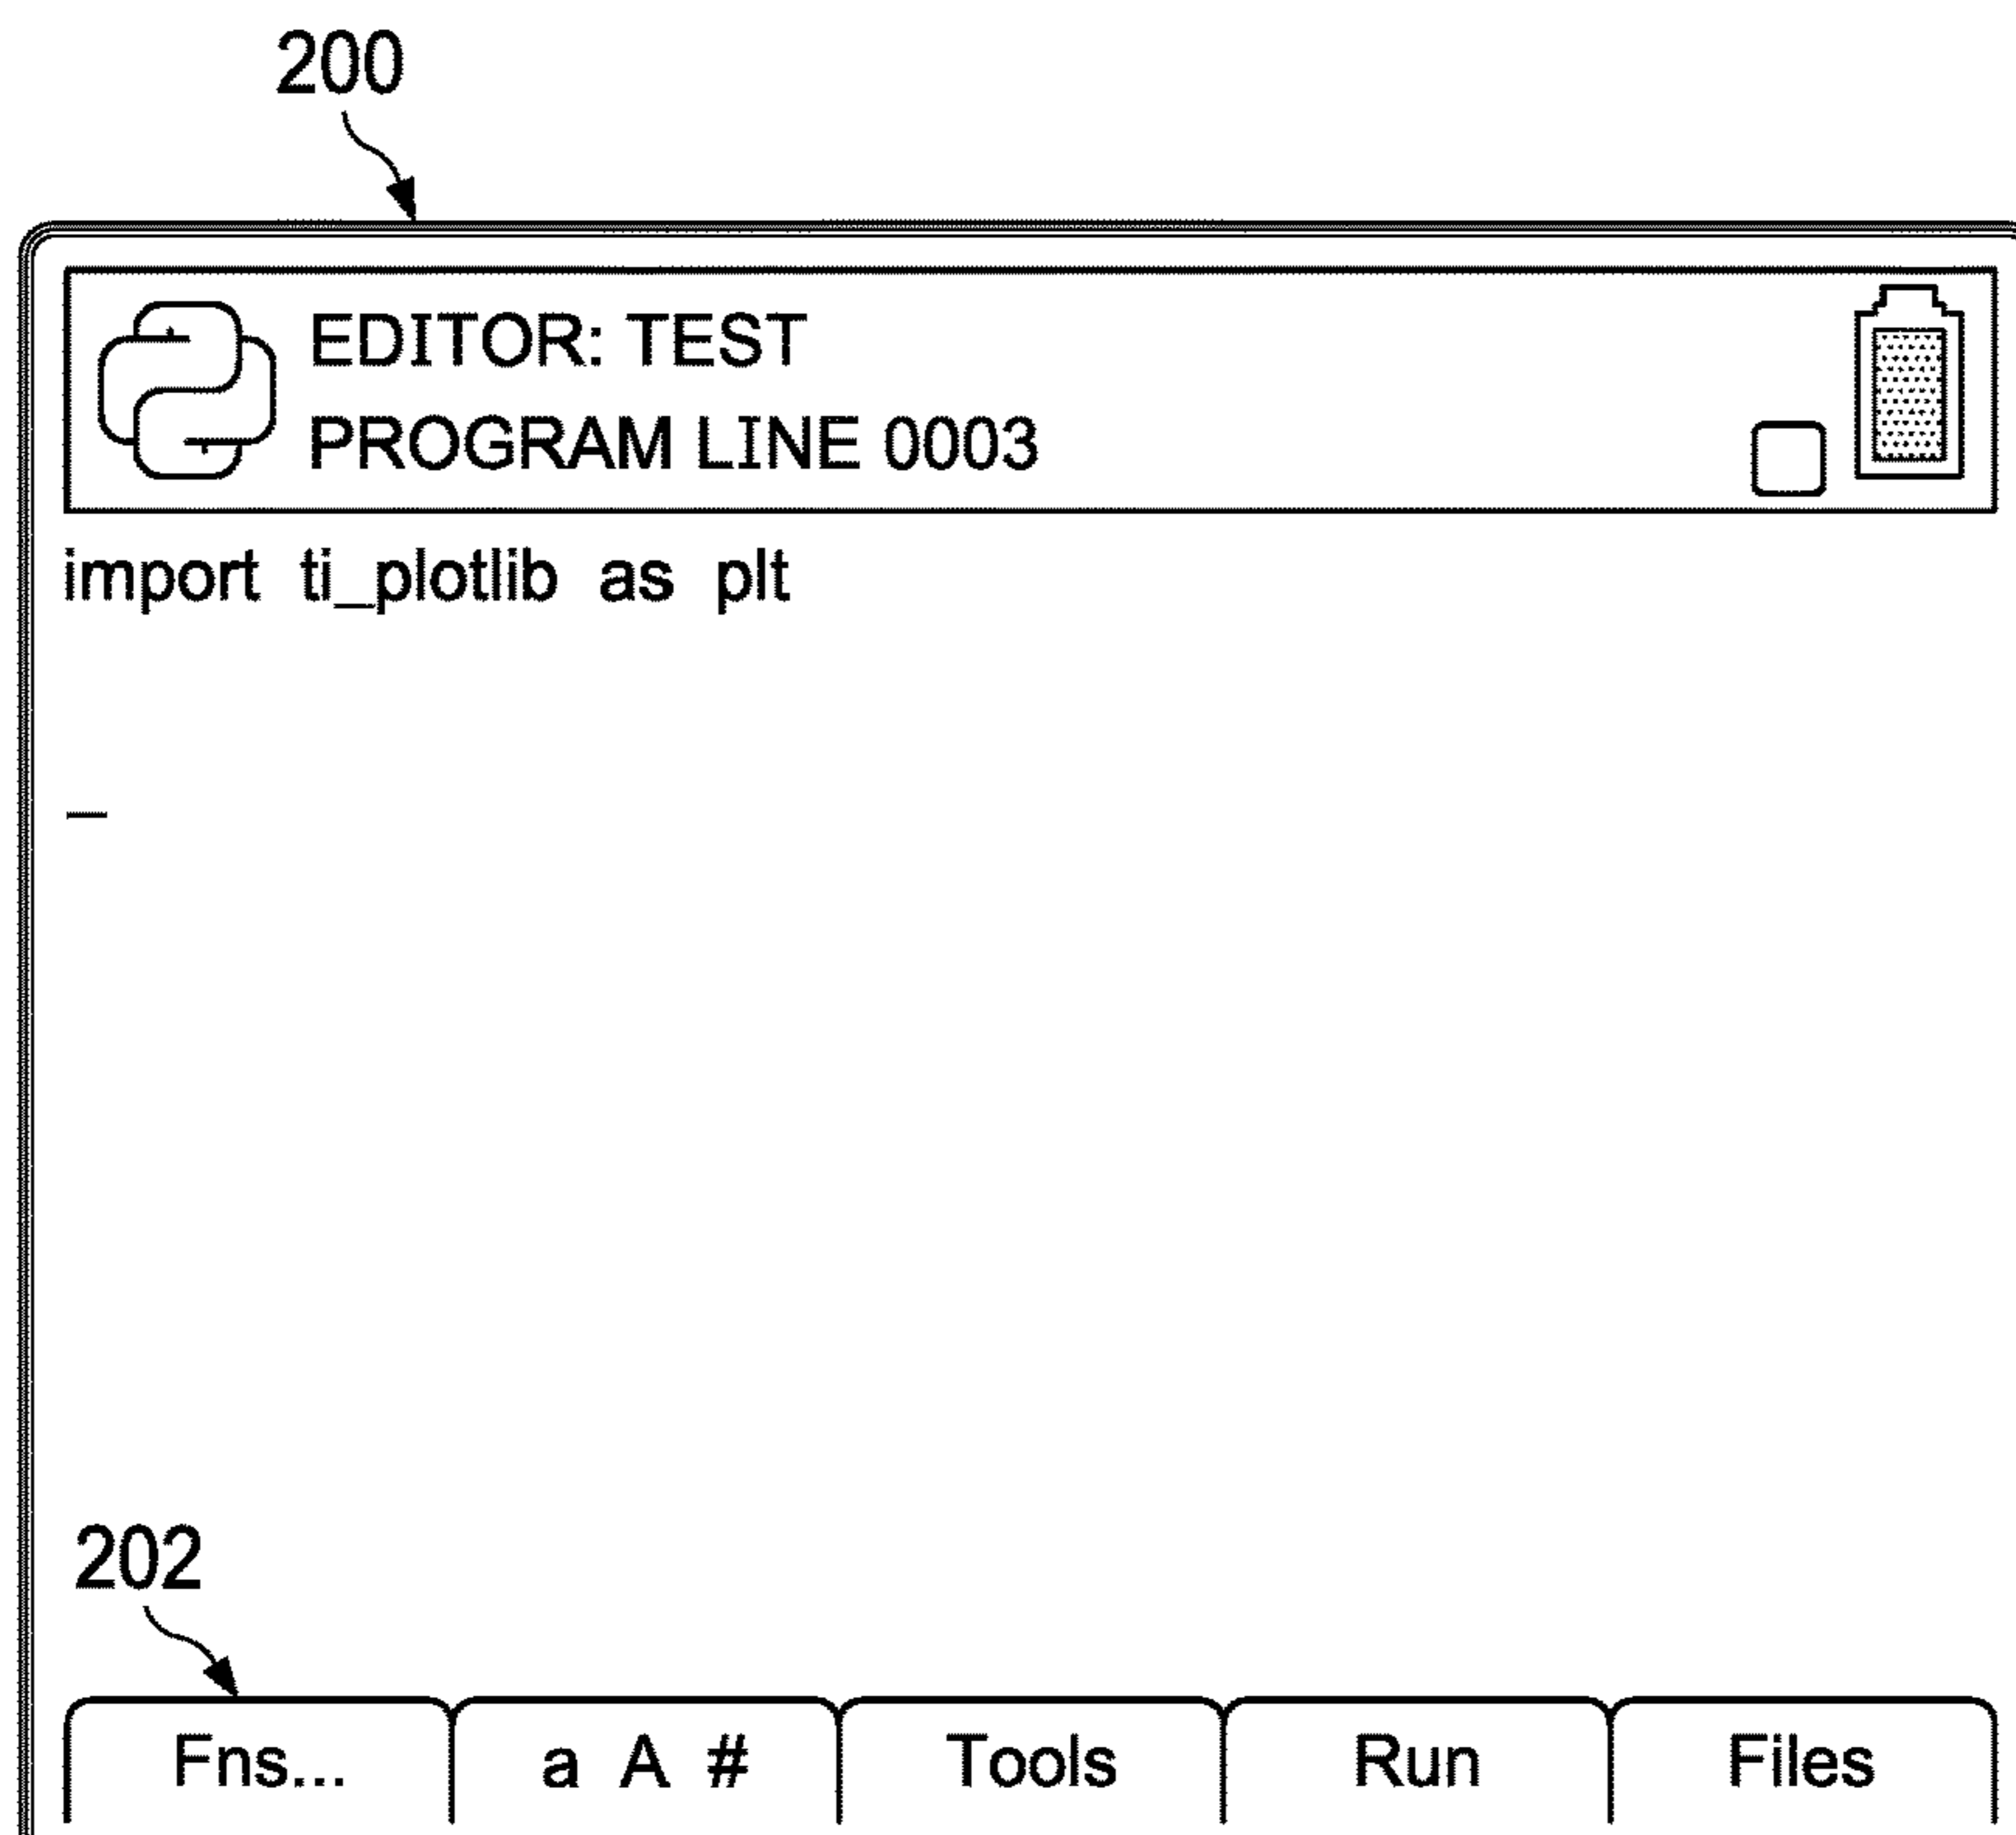 200
EDITOR: TEST
PROGRAM LINE 0003
import ti_plotlib as plt
_
202
Fns... a A # Tools Run Files